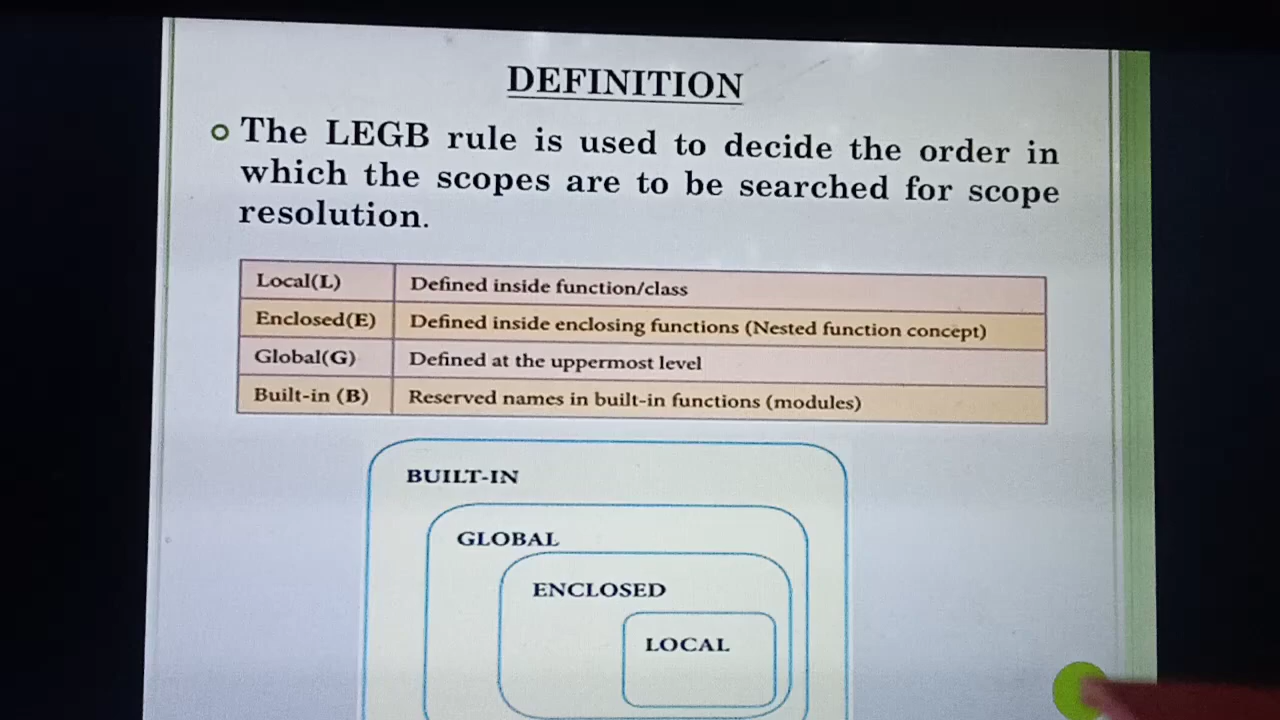 DEFINITION
The LEGB rule is used to decide the order in
which the scopes are to be searched for scope
resolution.
Local(L) Defined inside function/class
Enclosed(E) Defined inside enclosing functions (Nested function concept)
Global(G) Defined at the uppermost level
Built-in (B) Reserved names in built-in functions (modules)
BUILT-IN
GLOBAL
ENCLOSED
LOCAL